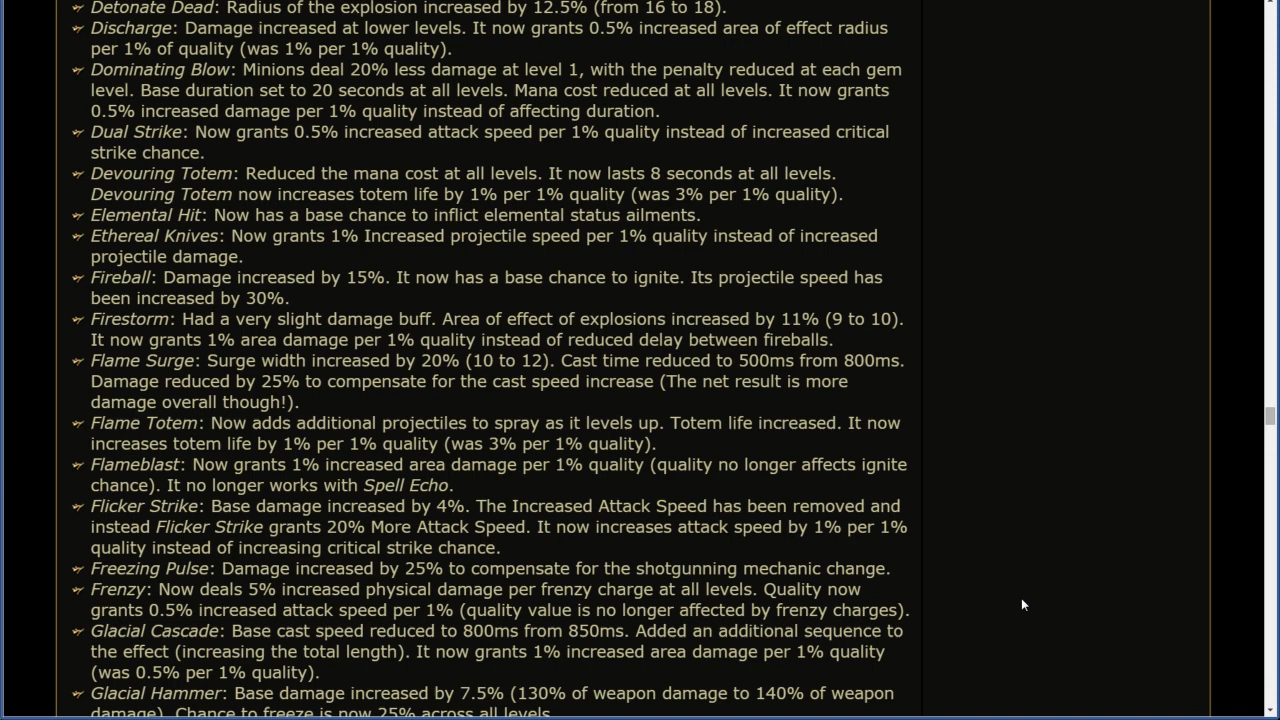 Detonate Dead: Radius of the explosion increased by 12.5% (from 16 to 18).
Discharge: Damage increased at lower levels. It now grants 0.5% increased area of effect radius
per 1% of quality (was 1% per 1% quality).
Dominating Blow: Minions deal 20% less damage at level 1, with the penalty reduced at each gem
level. Base duration set to 20 seconds at all levels. Mana cost reduced at all levels. It now grants
0.5% increased damage per 1% quality instead of affecting duration.
Dual Strike: Now grants 0.5% increased attack speed per 1% quality instead of increased critical
strike chance.
Devouring Totem: Reduced the mana cost at all levels. It now lasts 8 seconds at all levels.
Devouring Totem now increases totem life by 1% per 1% quality (was 3% per 1% quality).
Elemental Hit: Now has a base chance to inflict elemental status ailments.
Ethereal Knives: Now grants 1% Increased projectile speed per 1% quality instead of increased
projectile damage.
Fireball: Damage increased by 15%. It now has a base chance to ignite. Its projectile speed has
been increased by 30%.
Firestorm: Had a very slight damage buff. Area of effect of explosions increased by 11% (9 to 10).
It now grants 1% area damage per 1% quality instead of reduced delay between fireballs.
Flame Surge: Surge width increased by 20% (10 to 12). Cast time reduced to 500ms from 800ms.
Damage reduced by 25% to compensate for the cast speed increase (The net result is more
damage overall though!).
Flame Totem: Now adds additional projectiles to spray as it levels up. Totem life increased. It now
increases totem life by 1% per 1% quality (was 3% per 1% quality).
Flameblast: Now grants 1% increased area damage per 1% quality (quality no longer affects ignite
chance). It no longer works with Spell Echo.
Flicker Strike: Base damage increased by 4%. The Increased Attack Speed has been removed and
instead Flicker Strike grants 20% More Attack Speed. It now increases attack speed by 1% per 1%
quality instead of increasing critical strike chance.
Freezing Pulse: Damage increased by 25% to compensate for the shotgunning mechanic change.
Frenzy: Now deals 5% increased physical damage per frenzy charge at all levels. Quality now
grants 0.5% increased attack speed per 1% (quality value is no longer affected by frenzy charges).
Glacial Cascade: Base cast speed reduced to 800ms from 850ms. Added an additional sequence to
the effect (increasing the total length). It now grants 1% increased area damage per 1% quality
(was 0.5% per 1% quality).
Glacial Hammer: Base damage increased by 7.5% (130% of weapon damage to 140% of weapon
damage). Chance to freeze is now 25% across all levels.